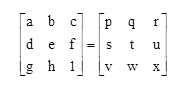 [a b c] [p q r]
[d e f] = [s t u]
[g h 1] [v w x]